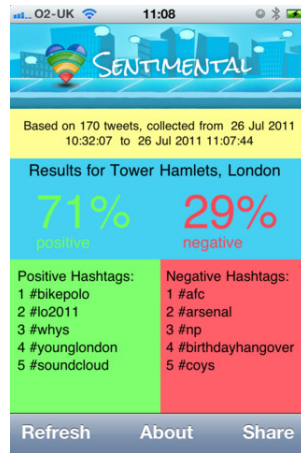 O2-UK 11:08
SENTIMENTAL
Based on 170 tweets, collected from 26 Jul 2011
10:32:07 to 26 Jul 2011 11:07:44
Results for Tower Hamlets, London
71% 29%
positive negative
Positive Hashtags:
1 #bikepolo
2 #lo2011
3 #whys
4 #younglondon
5 #soundcloud
Negative Hashtags:
1 #afc
2 #arsenal
3 #np
4 #birthdayhangover
5 #coys
Refresh About Share